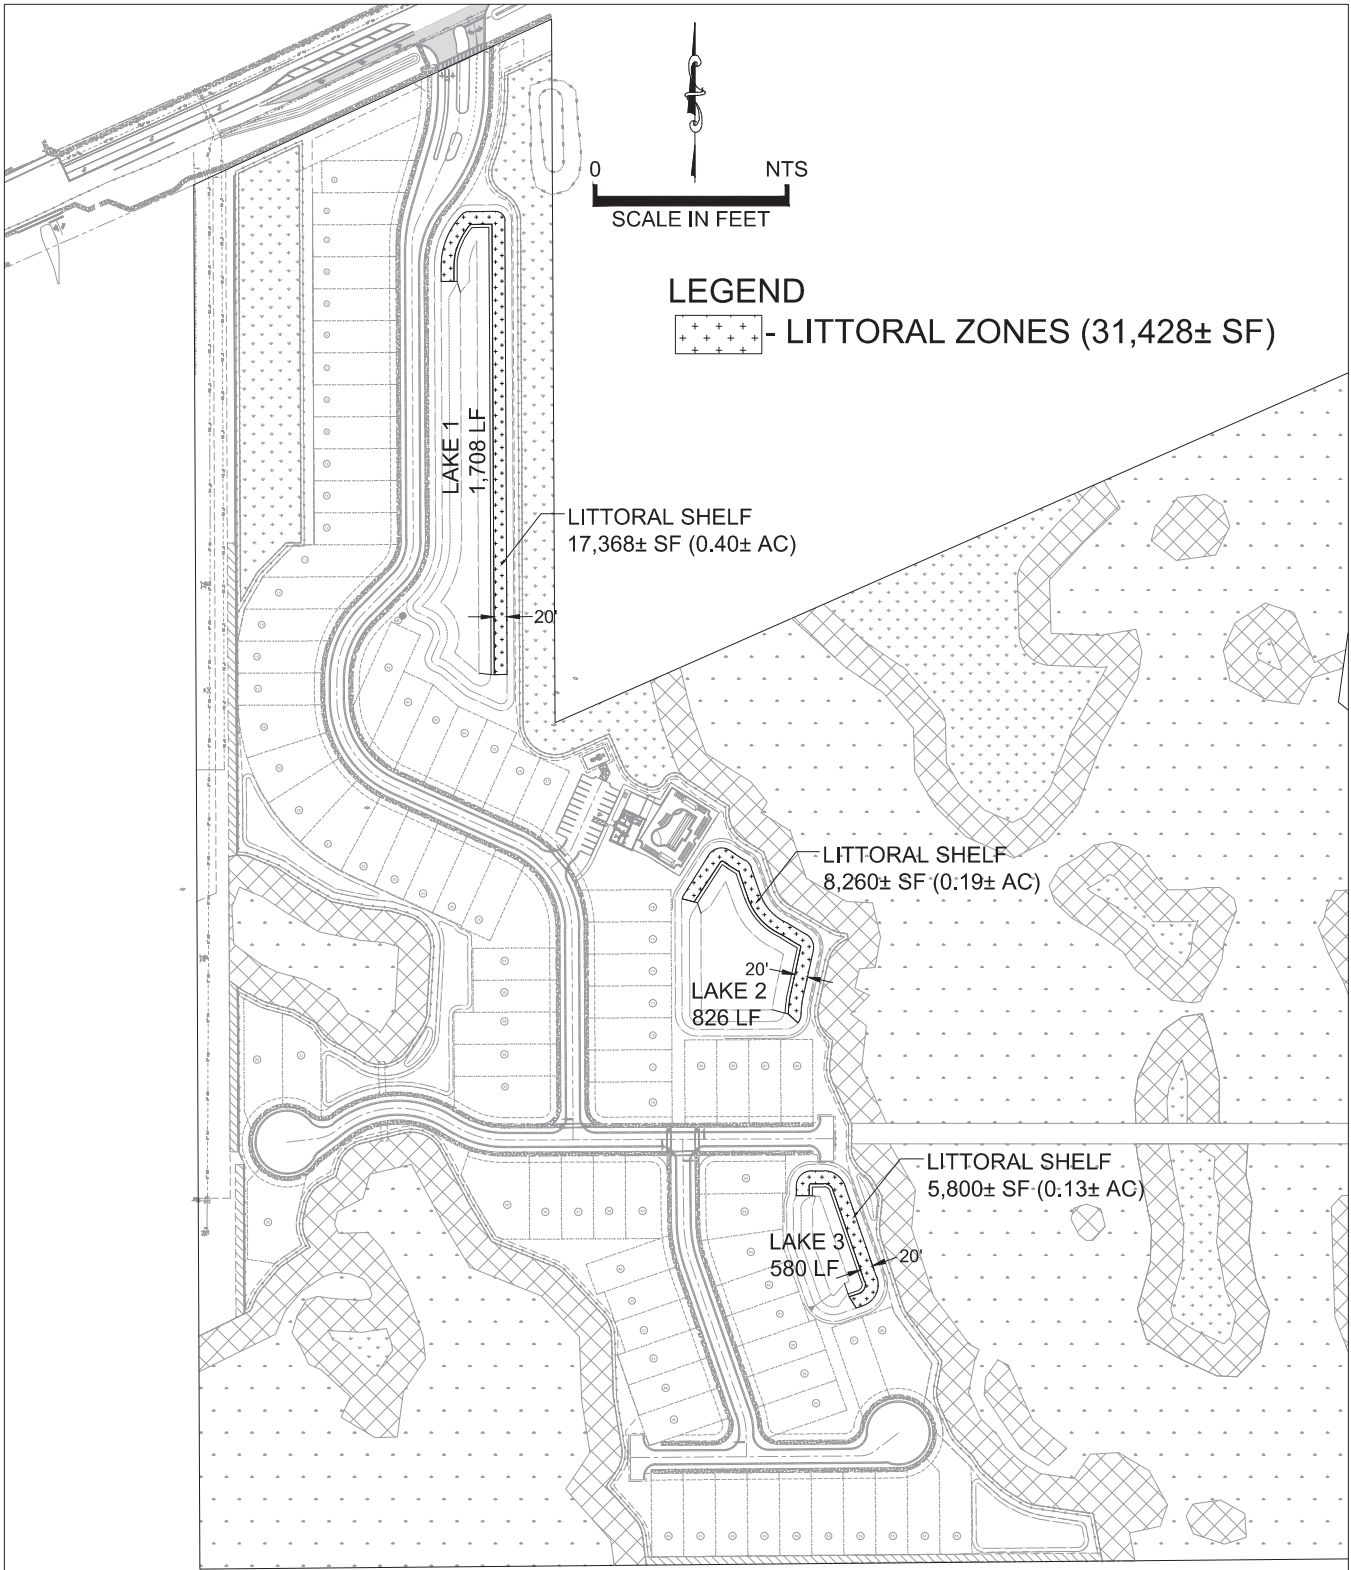 0 NTS
SCALE IN FEET
LEGEND
- LITTORAL ZONES (31,428± SF)
LAKE 1
1,708 LF
LITTORAL SHELF
17,368± SF (0.40± AC)
20'
LITTORAL SHELF
8,260± SF (0.19± AC)
20'
LAKE 2
826 LF
LITTORAL SHELF
5,800± SF (0.13± AC)
LAKE 3
580 LF
20'